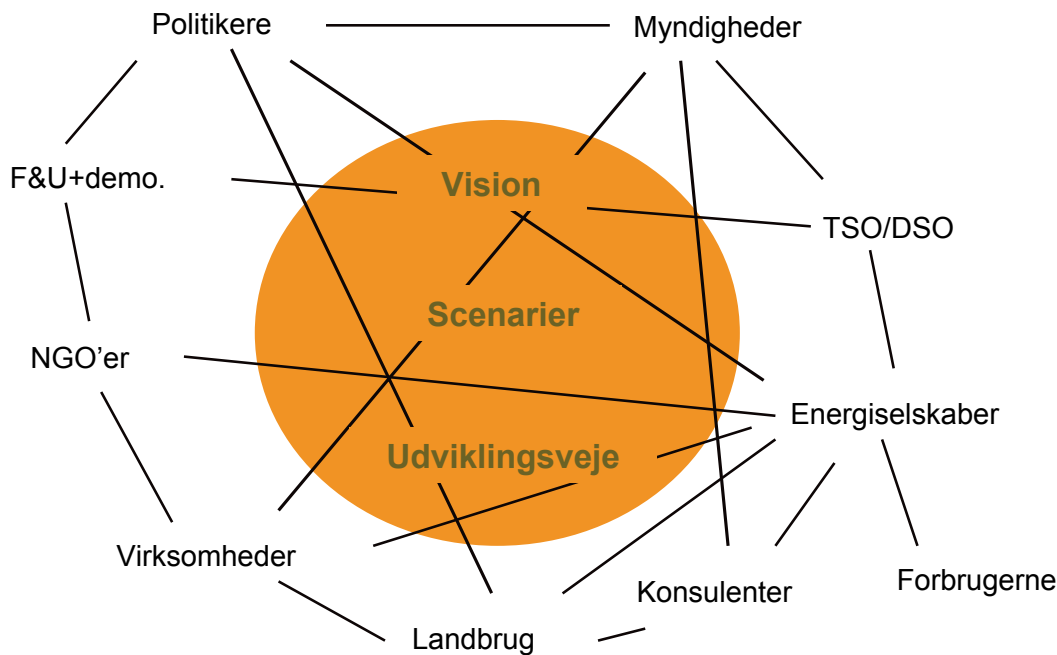 Politikere
Myndigheder
F&U+demo.
Vision
TSO/DSO
Scenarier
NGO’er
Energiselskaber
Udviklingsveje
Virksomheder
Forbrugerne
Konsulenter
Landbrug